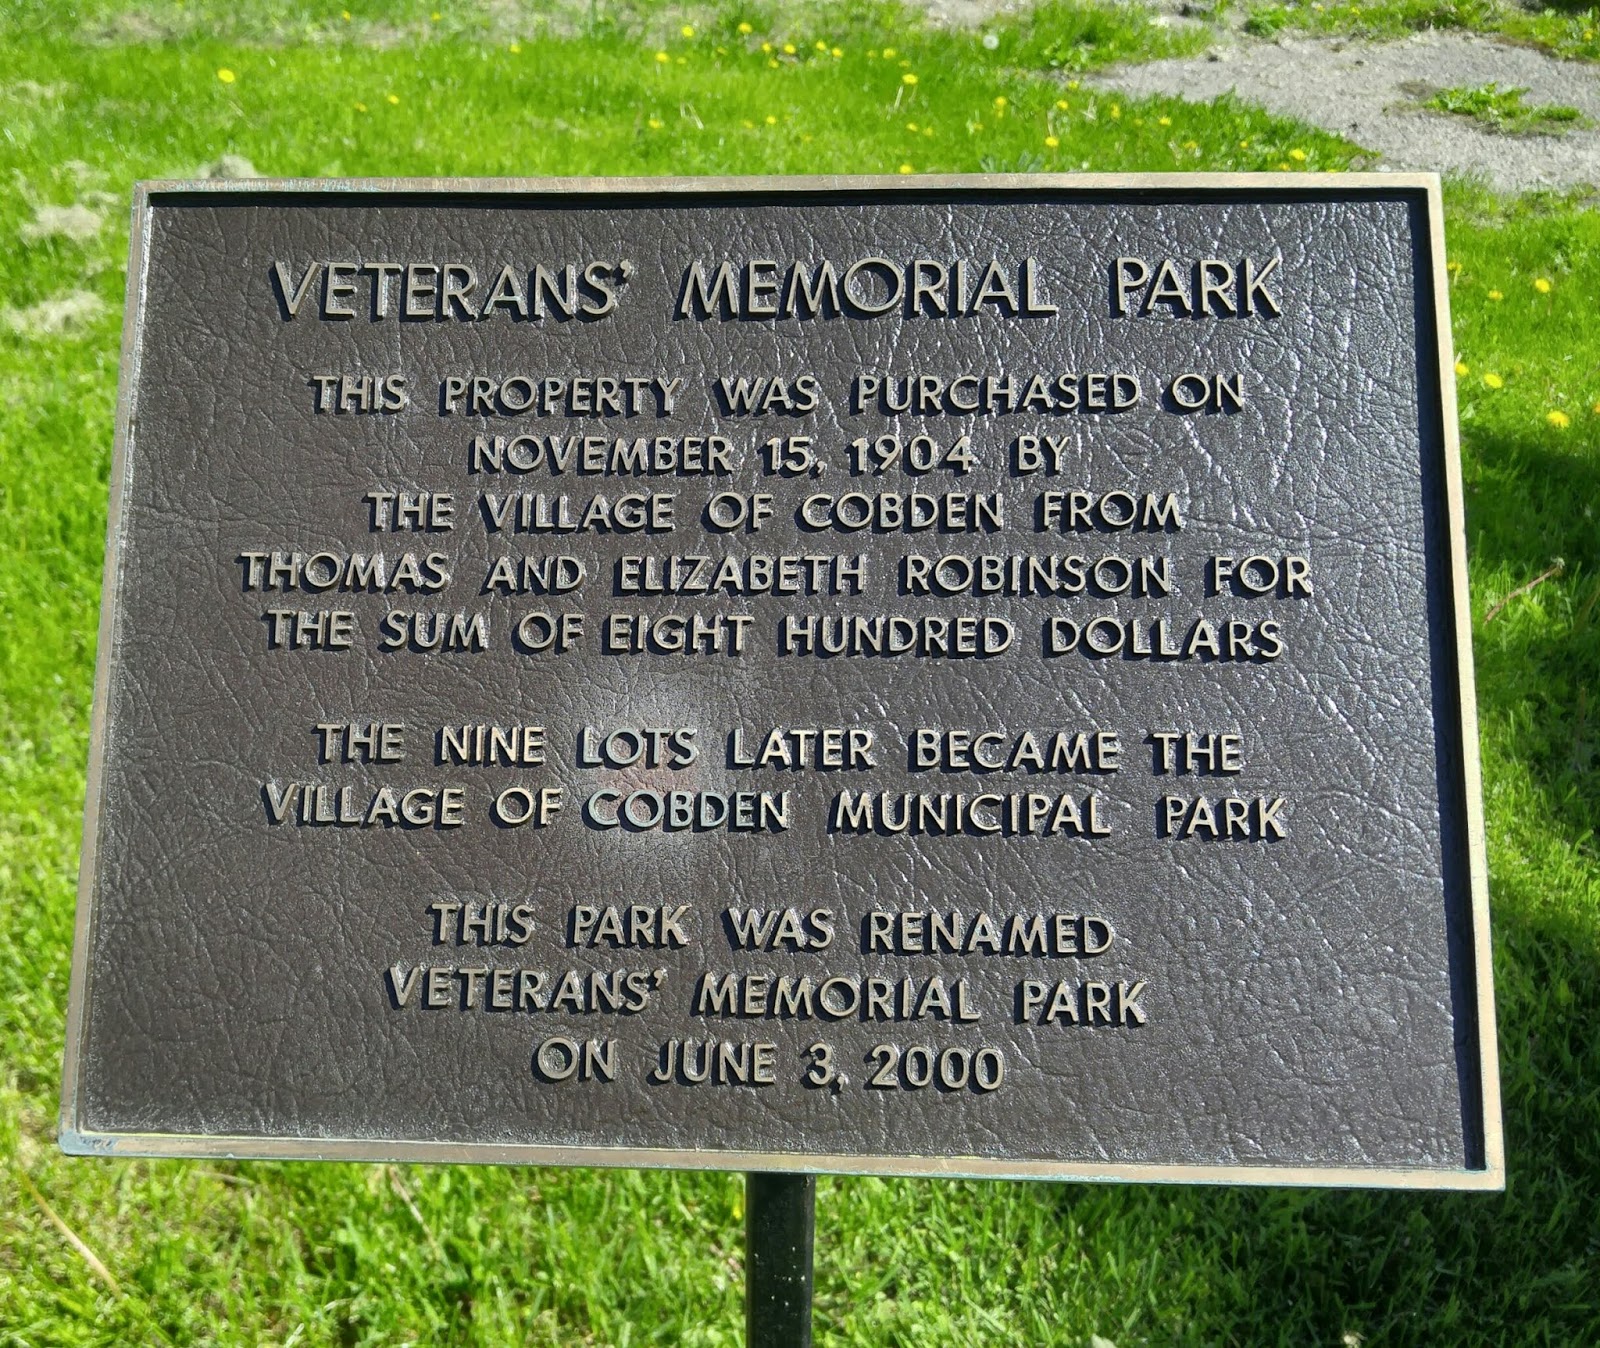 VETERANS' MEMORIAL PARK
THIS PROPERTY WAS PURCHASED ON
NOVEMBER 15, 1904 BY
THE VILLAGE OF COBDEN FROM
THOMAS AND ELIZABETH ROBINSON FOR
THE SUM OF EIGHT HUNDRED DOLLARS
THE NINE LOTS LATER BECAME THE
VILLAGE OF COBDEN MUNICIPAL PARK
THIS PARK WAS RENAMED
VETERANS' MEMORIAL PARK
ON JUNE 3, 2000